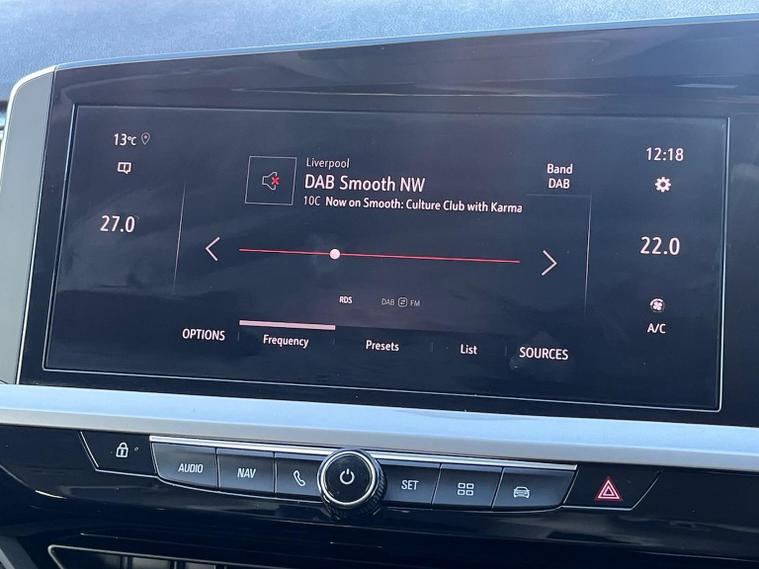 13°C
12:18
Liverpool
DAB Smooth NW
10C Now on Smooth: Culture Club with Karma
Band
DAB
27.0
22.0
RDS
DAB FM
A/C
OPTIONS
Frequency
Presets
List
SOURCES
AUDIO
NAV
SET